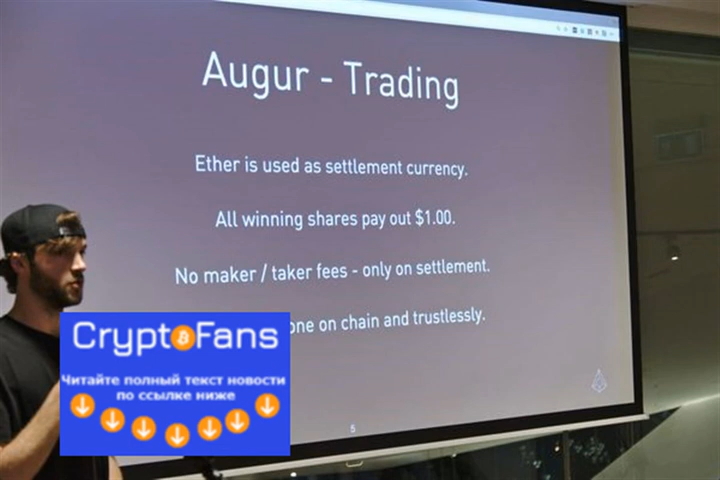 Augur - Trading
Ether is used as settlement currency.
All winning shares pay out $1.00.
No maker / taker fees - only on settlement.
on chain and trustlessly.
CryptoFans
Читайте полный текст новости
по ссылке ниже
5